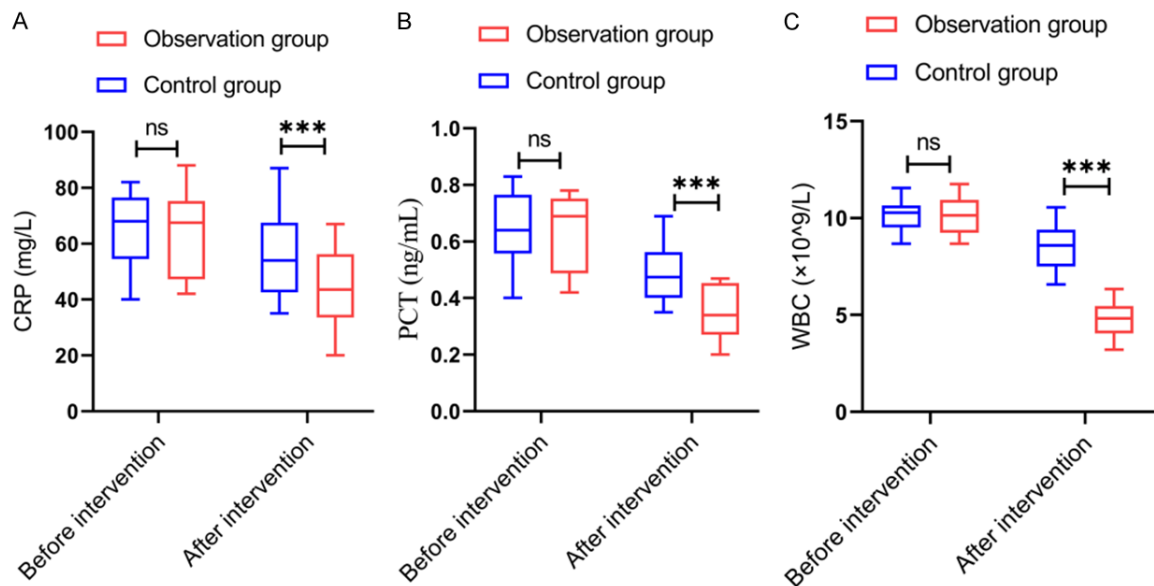 A
Observation group
Control group
CRP (mg/L)
100
80
60
40
20
0
ns
***
Before intervention
After intervention
B
Observation group
Control group
PCT (ng/mL)
1.0
0.8
0.6
0.4
0.2
0.0
ns
***
Before intervention
After intervention
C
Observation group
Control group
WBC (×10^9/L)
15
10
5
0
ns
***
Before intervention
After intervention